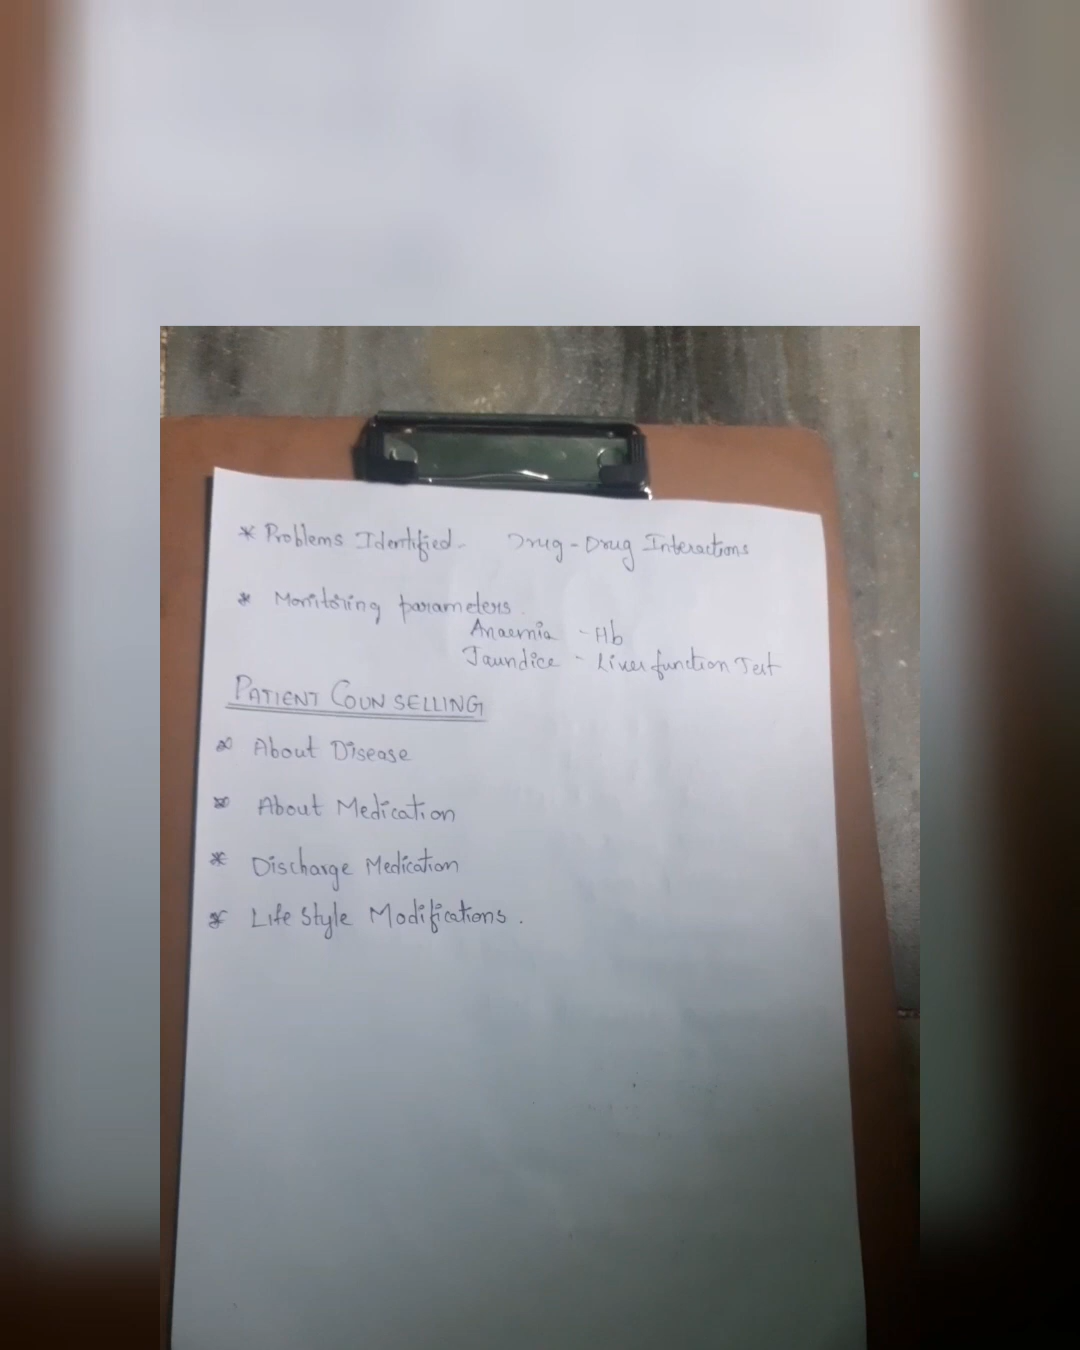 * Problems Identified - Drug - Drug Interactions
* Monitoring parameters.
Anaemia - Hb
Jaundice - Liver function Test
PATIENT COUNSELLING
* About Disease
* About Medication
* Discharge Medication
* Life Style Modifications.